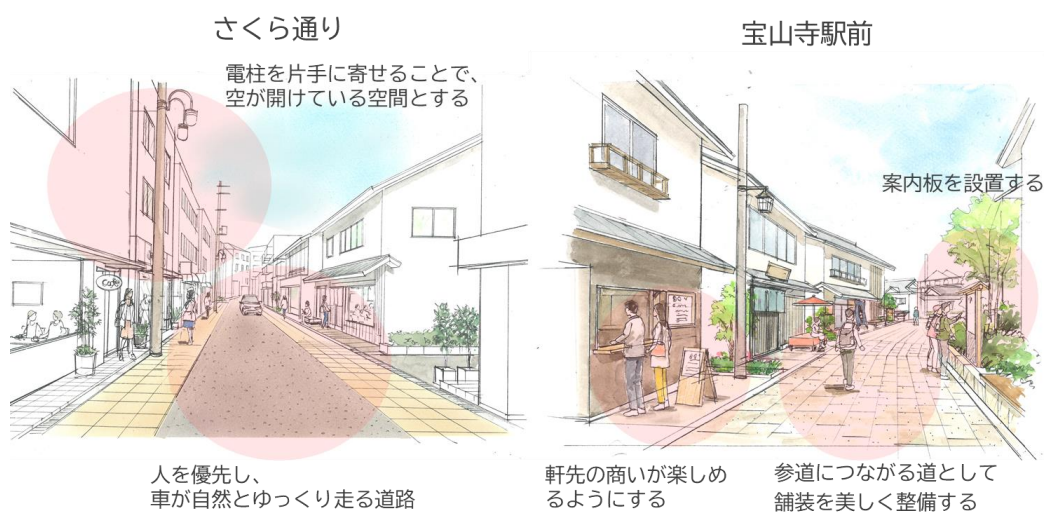 さくら通り
電柱を片手に寄せることで、
空が開けている空間とする
Cafe
人を優先し、
車が自然とゆっくり走る道路
宝山寺駅前
案内板を設置する
軒先の商いが楽しめ
るようにする
参道につながる道として
舗装を美しく整備する